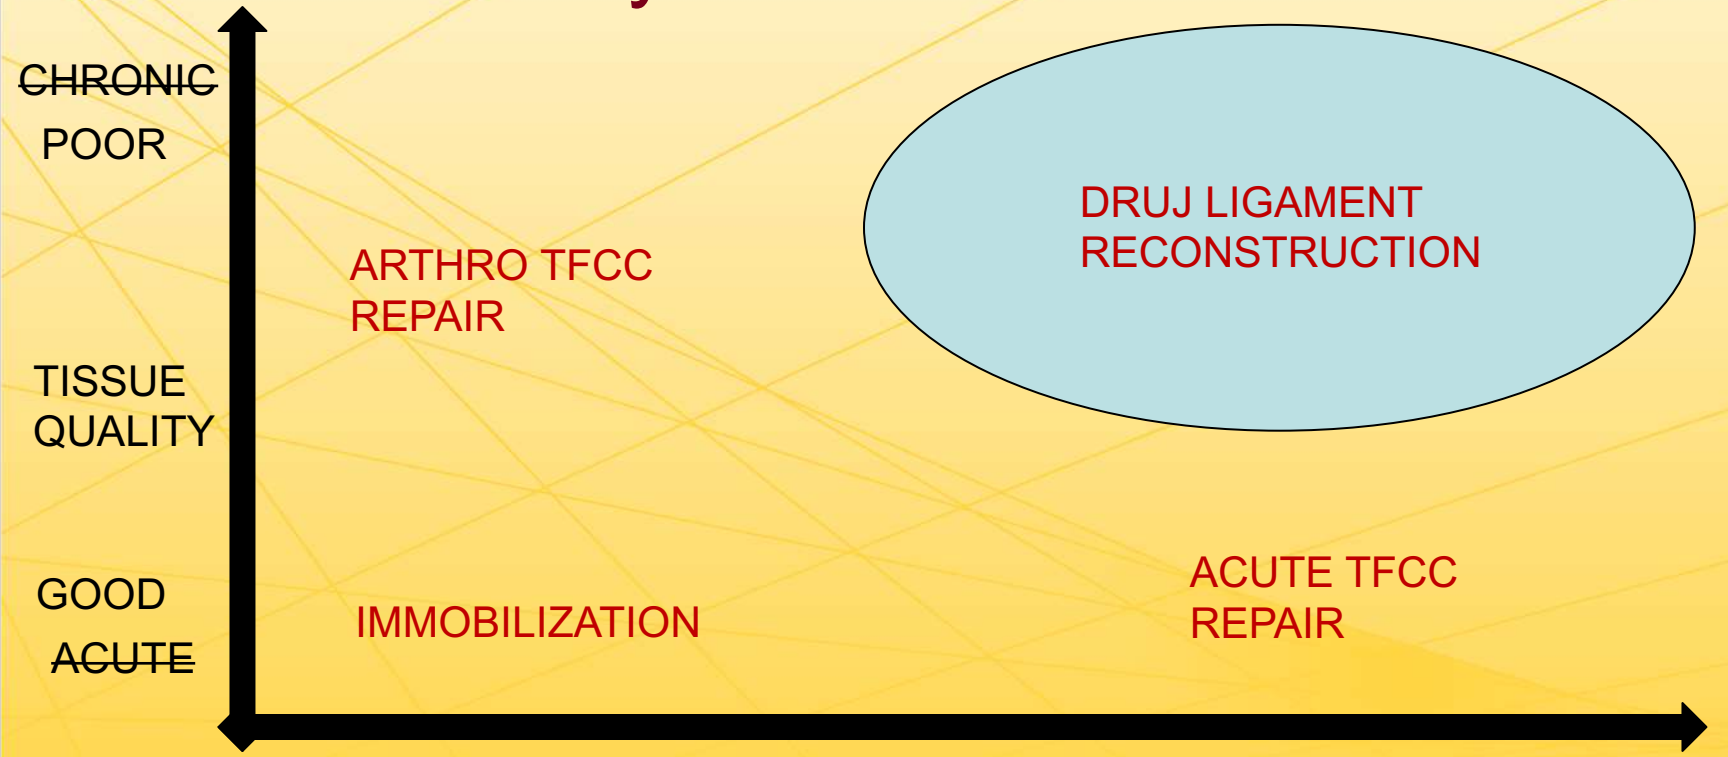 CHRONIC
POOR
DRUJ LIGAMENT
RECONSTRUCTION
ARTHRO TFCC
REPAIR
TISSUE
QUALITY
GOOD
ACUTE
IMMOBILIZATION
ACUTE TFCC
REPAIR